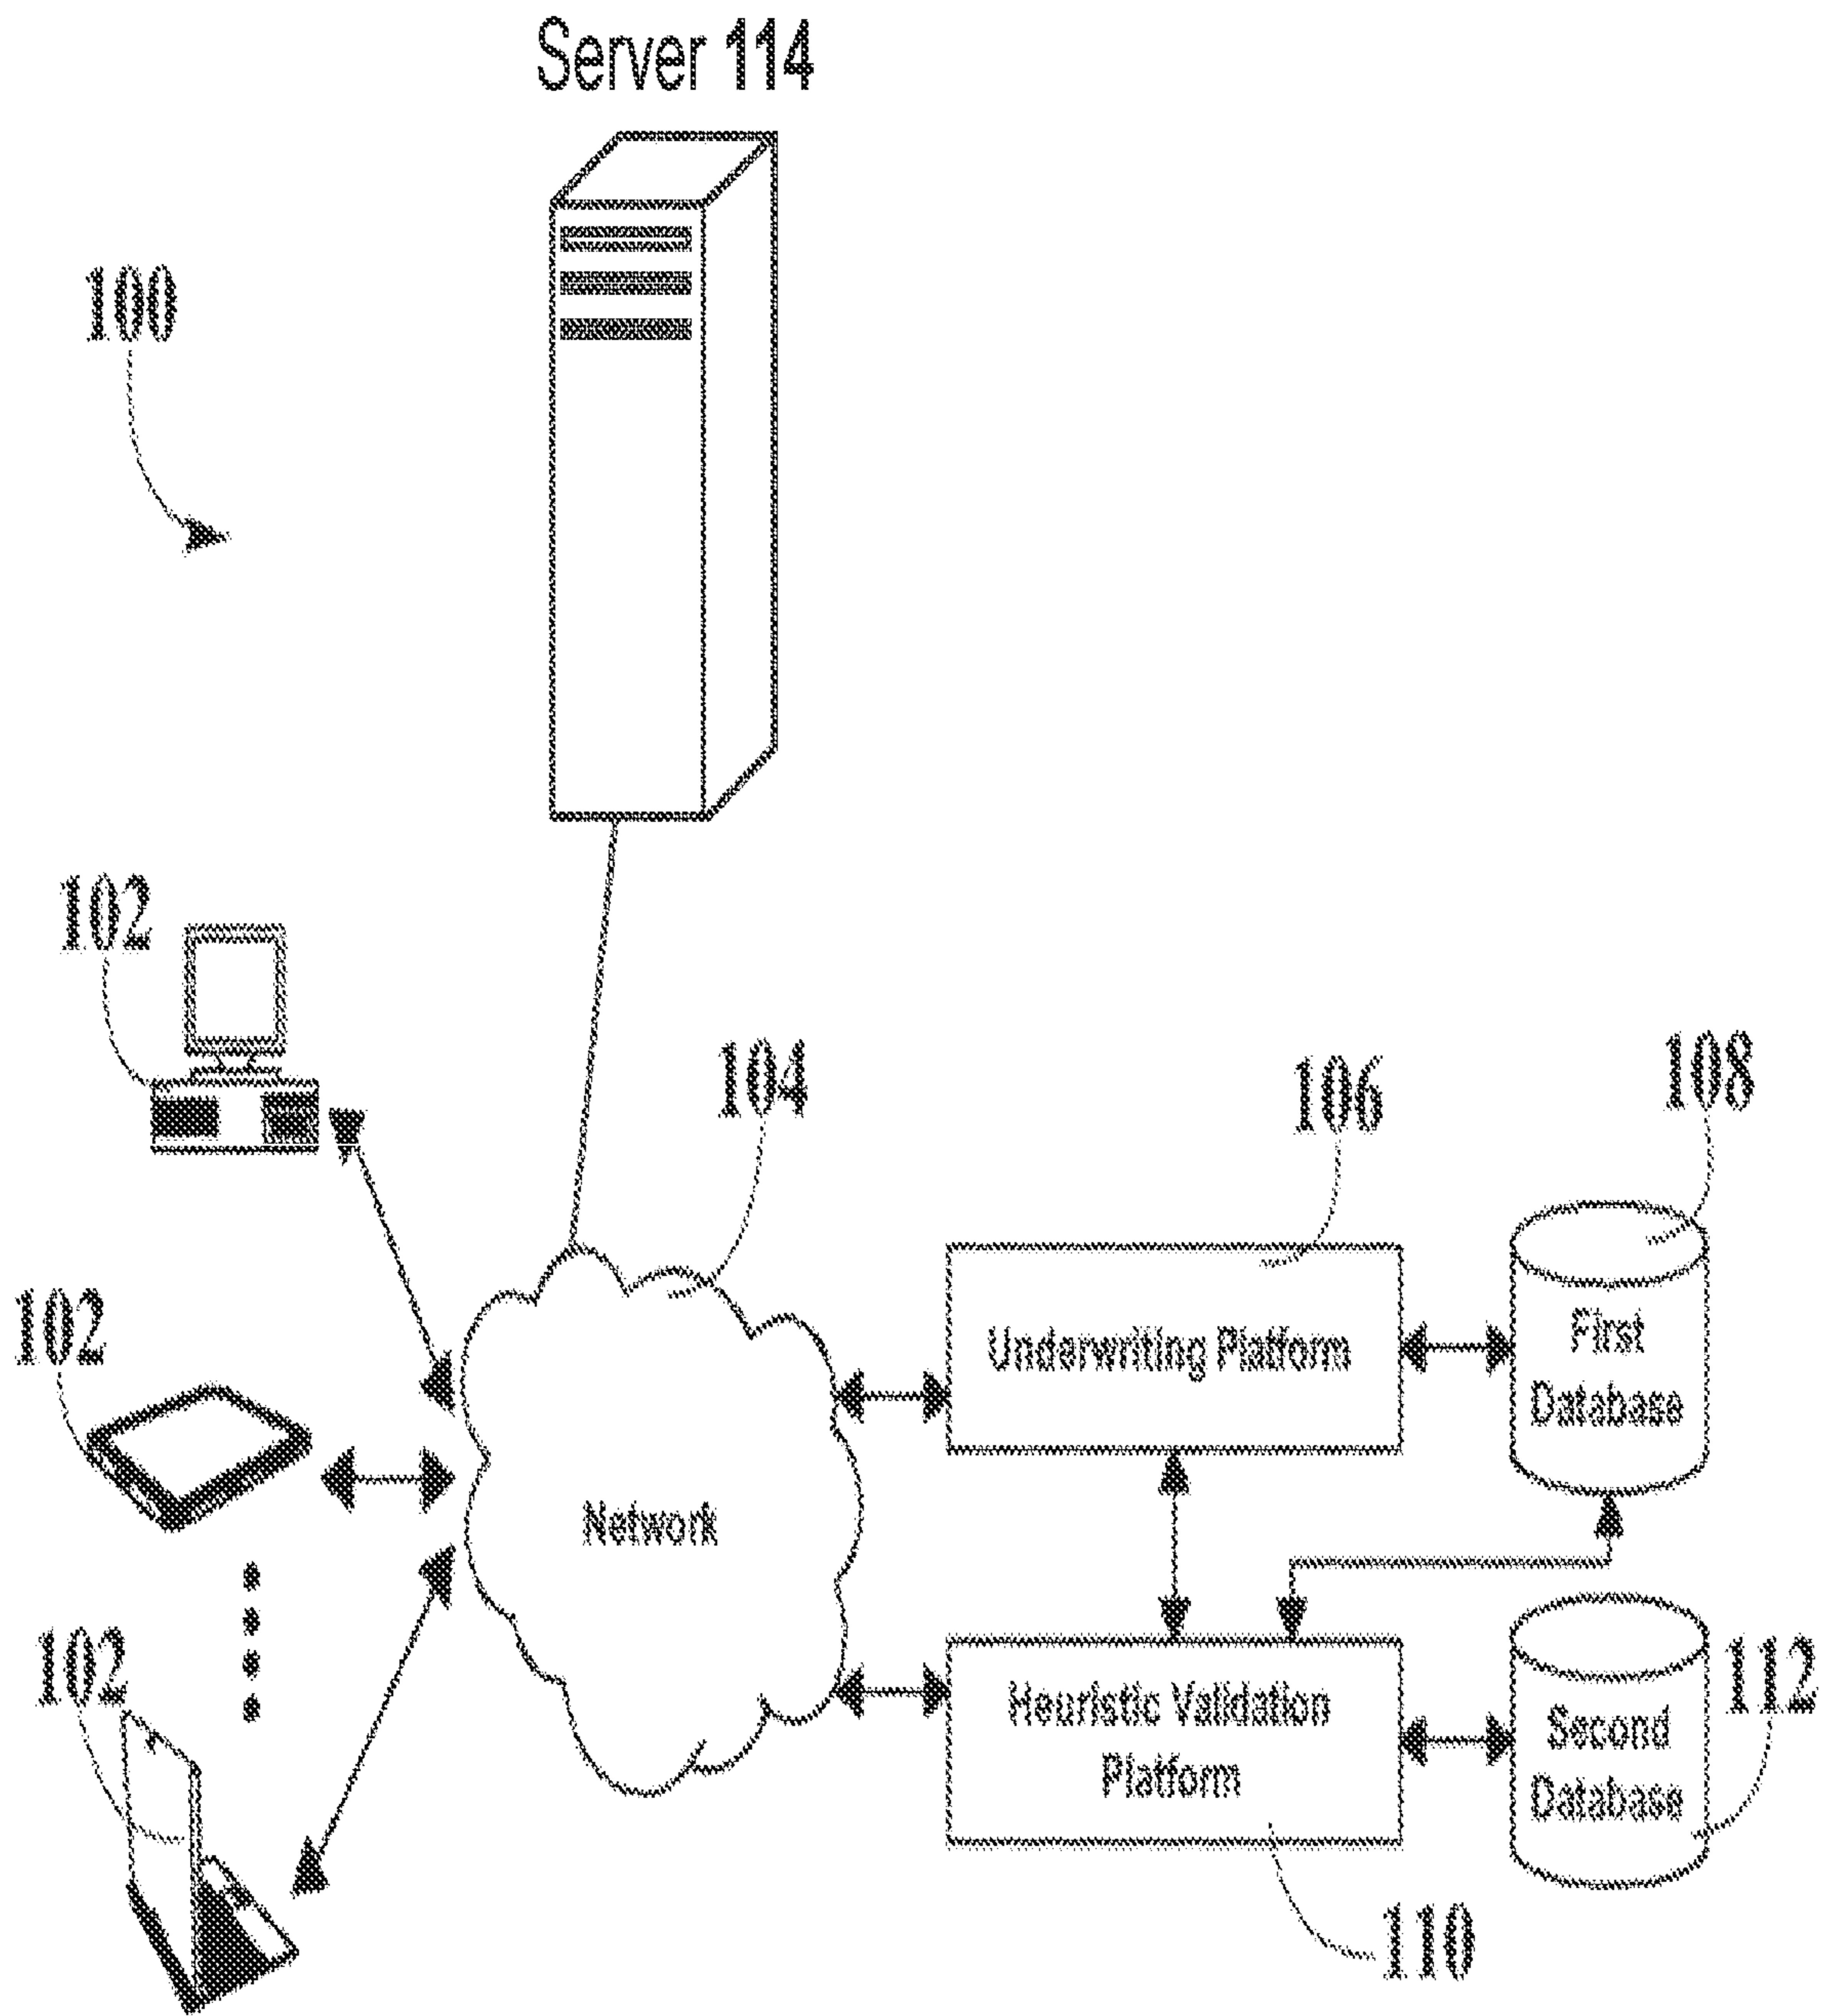 Server 114
100
102
104
106
108
102
Underwriting Platform
First
Database
Network
102
Heuristic Validation
Platform
Second
Database
112
110